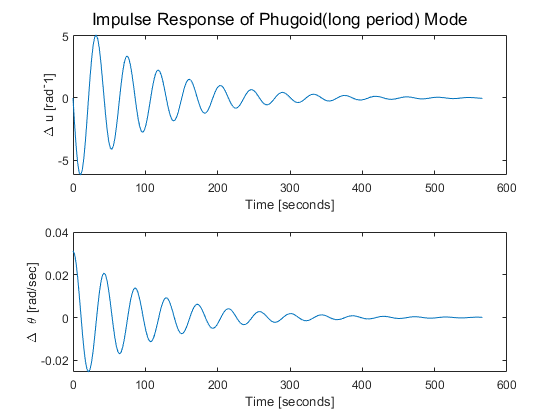 Impulse Response of Phugoid(long period) Mode
5
0
-5
Δ u [rad^-1]
0 100 200 300 400 500 600
Time [seconds]
0.04
0.02
0
-0.02
Δ θ [rad/sec]
0 100 200 300 400 500 600
Time [seconds]